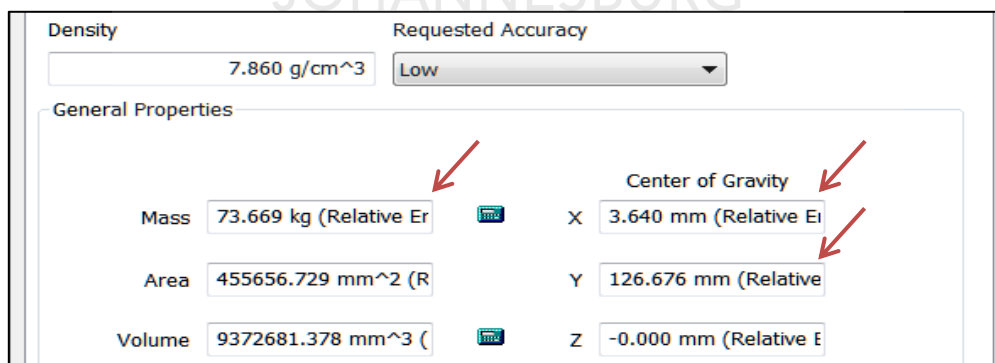 JOHANNESBURG
Density Requested Accuracy
7.860 g/cm^3 Low
General Properties
Center of Gravity
Mass 73.669 kg (Relative Er X 3.640 mm (Relative Er
Area 455656.729 mm^2 (R Y 126.676 mm (Relative
Volume 9372681.378 mm^3 ( Z -0.000 mm (Relative E